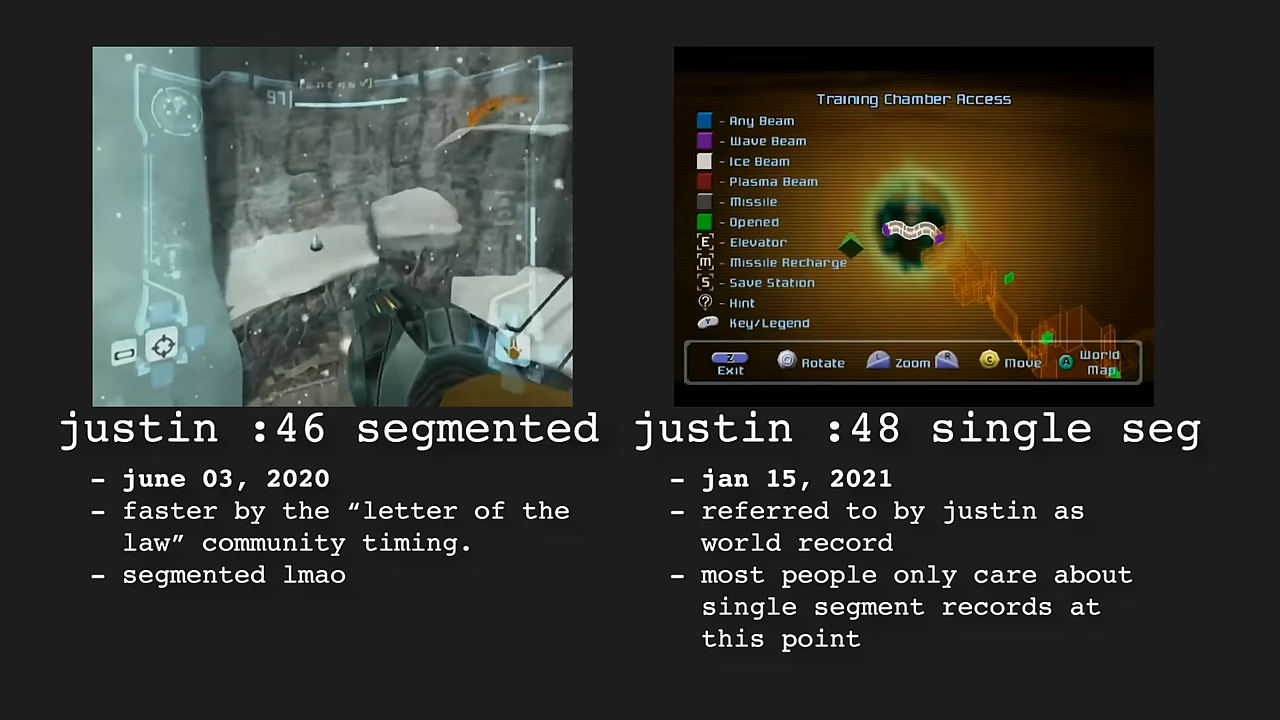 [ENERGY]
97
Training Chamber Access
- Any Beam
- Wave Beam
- Ice Beam
- Plasma Beam
- Missile
- Opened
E - Elevator
m - Missile Recharge
S - Save Station
? - Hint
Y - Key/Legend
Z Exit
Rotate
L Zoom R
C Move
A World Map
justin :46 segmented
- june 03, 2020
- faster by the “letter of the
law” community timing.
- segmented lmao
justin :48 single seg
- jan 15, 2021
- referred to by justin as
world record
- most people only care about
single segment records at
this point